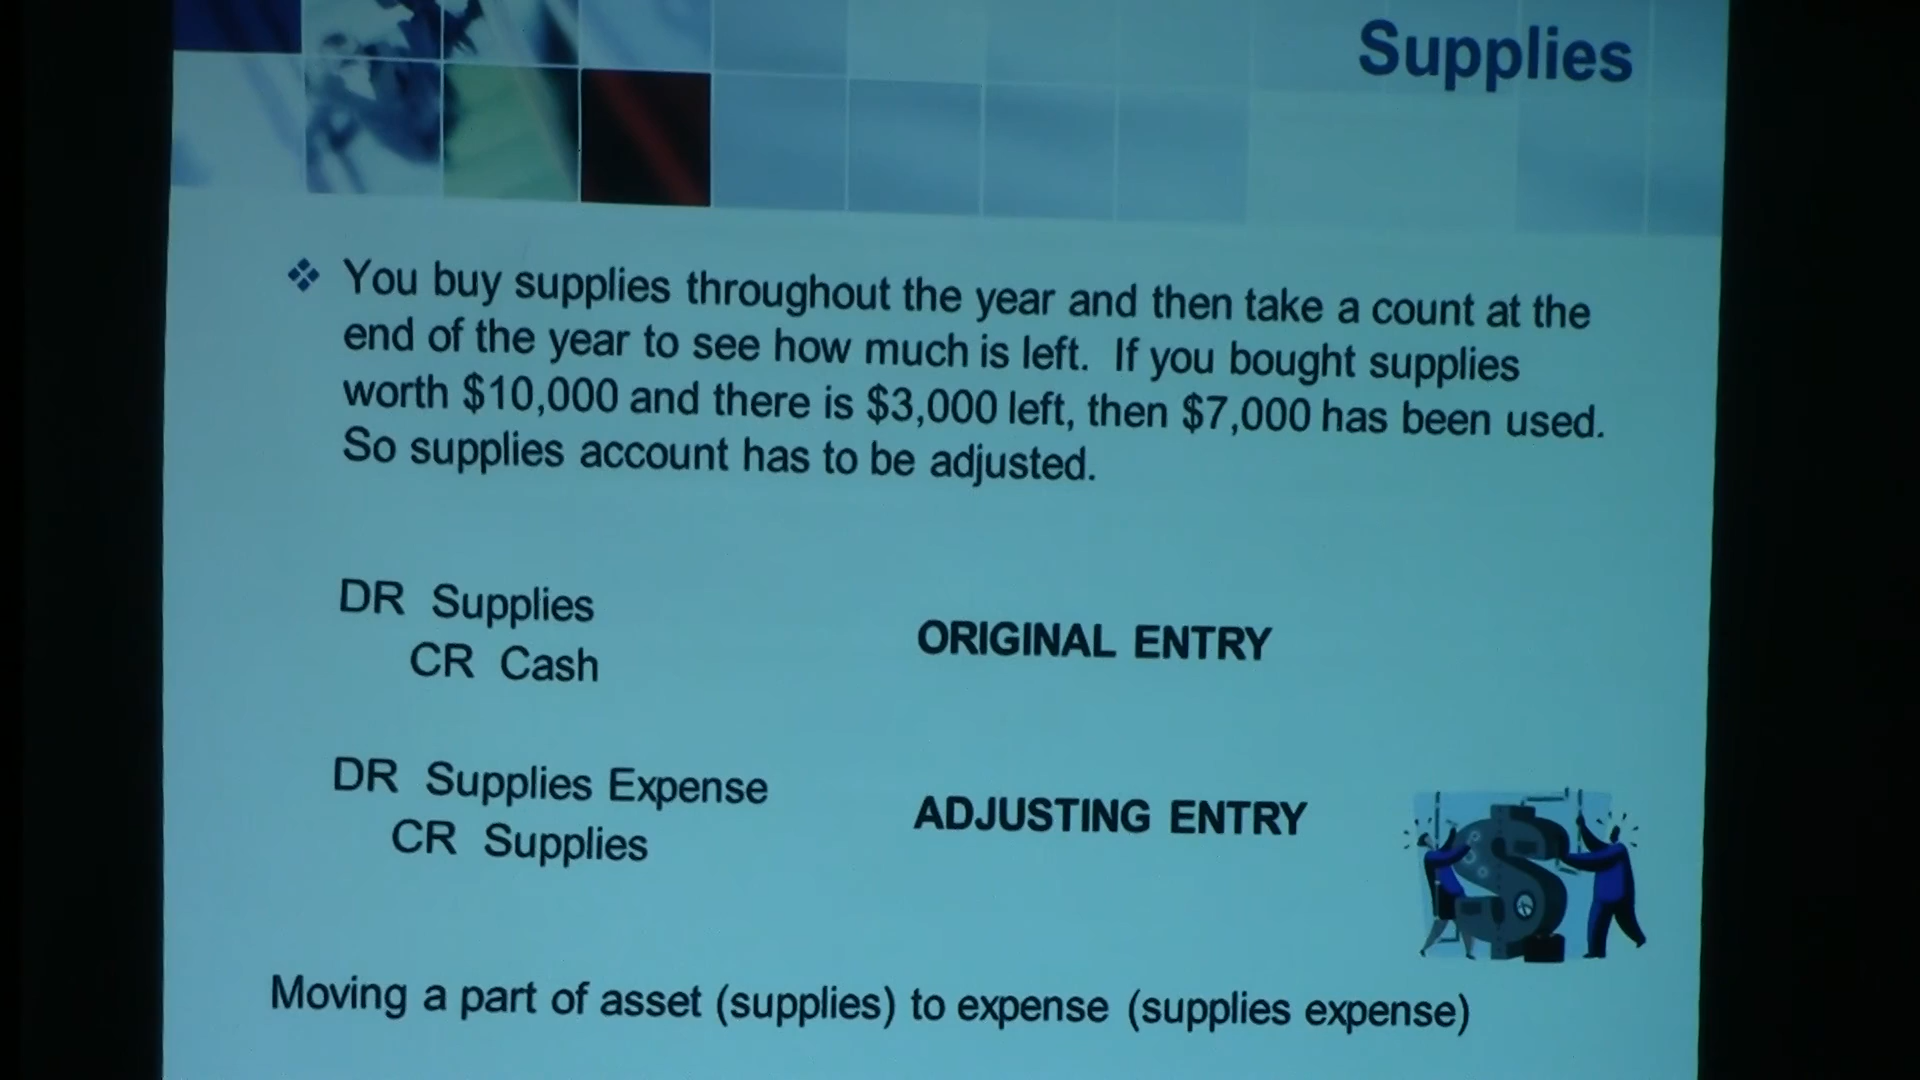 Supplies
You buy supplies throughout the year and then take a count at the
end of the year to see how much is left. If you bought supplies
worth $10,000 and there is $3,000 left, then $7,000 has been used.
So supplies account has to be adjusted.
DR Supplies
CR Cash
ORIGINAL ENTRY
DR Supplies Expense
CR Supplies
ADJUSTING ENTRY
Moving a part of asset (supplies) to expense (supplies expense)